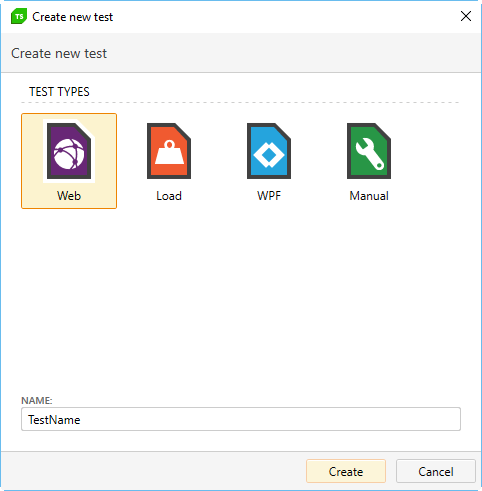 TS Create new test
Create new test
TEST TYPES
Web Load WPF Manual
NAME:
TestName
Create Cancel